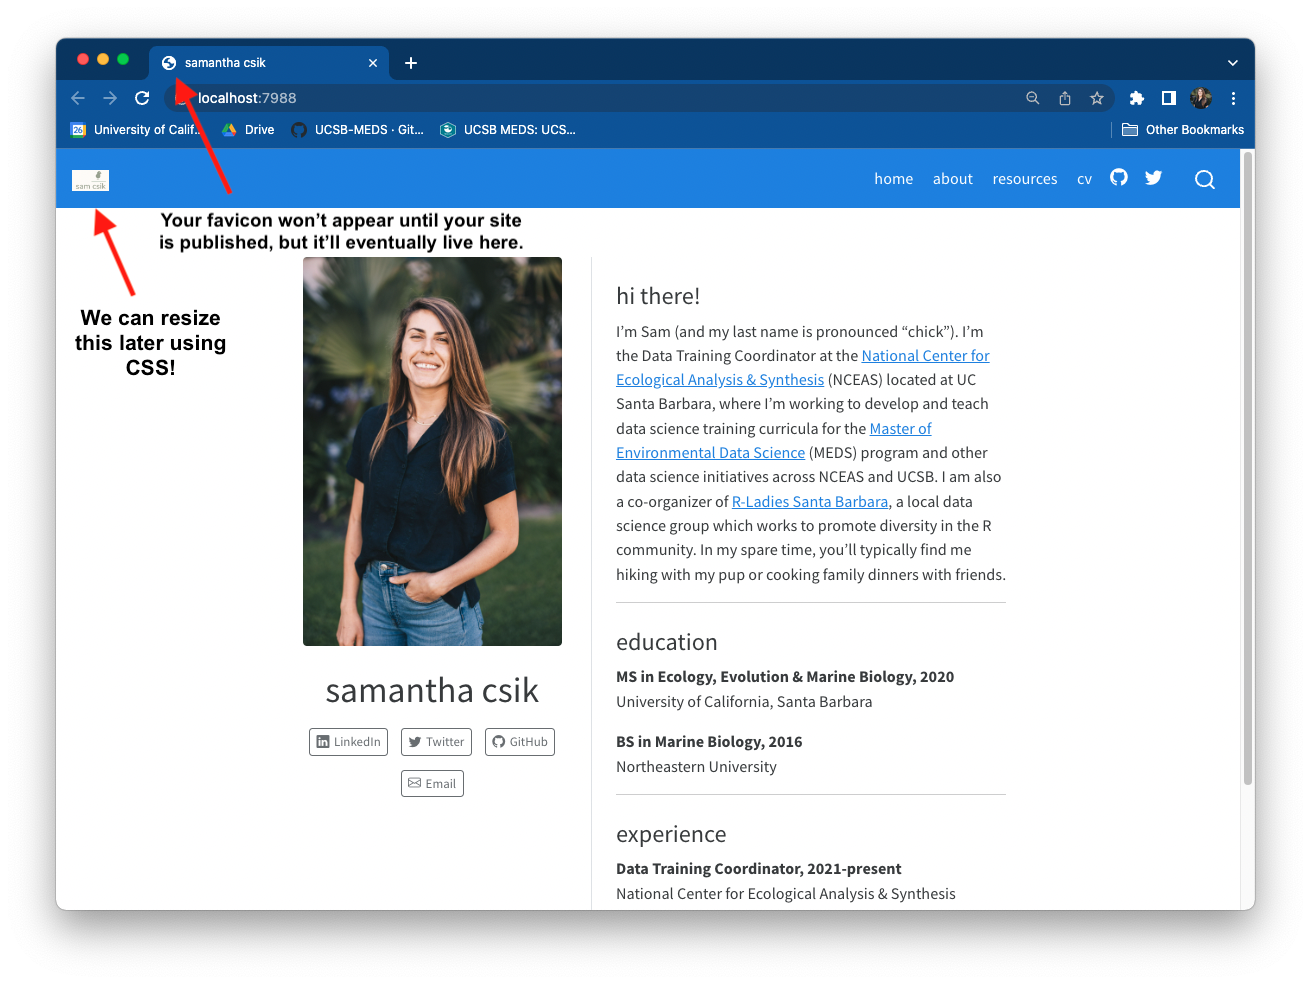 samantha csik
localhost:7988
26 University of Calif... Drive UCSB-MEDS · Git... UCSB MEDS: UCS... Other Bookmarks
sam csik
home about resources cv
Your favicon won’t appear until your site
is published, but it’ll eventually live here.
We can resize
this later using
CSS!
samantha csik
LinkedIn Twitter GitHub
Email
hi there!
I’m Sam (and my last name is pronounced “chick”). I’m
the Data Training Coordinator at the National Center for
Ecological Analysis & Synthesis (NCEAS) located at UC
Santa Barbara, where I’m working to develop and teach
data science training curricula for the Master of
Environmental Data Science (MEDS) program and other
data science initiatives across NCEAS and UCSB. I am also
a co-organizer of R-Ladies Santa Barbara, a local data
science group which works to promote diversity in the R
community. In my spare time, you’ll typically find me
hiking with my pup or cooking family dinners with friends.
education
MS in Ecology, Evolution & Marine Biology, 2020
University of California, Santa Barbara
BS in Marine Biology, 2016
Northeastern University
experience
Data Training Coordinator, 2021-present
National Center for Ecological Analysis & Synthesis